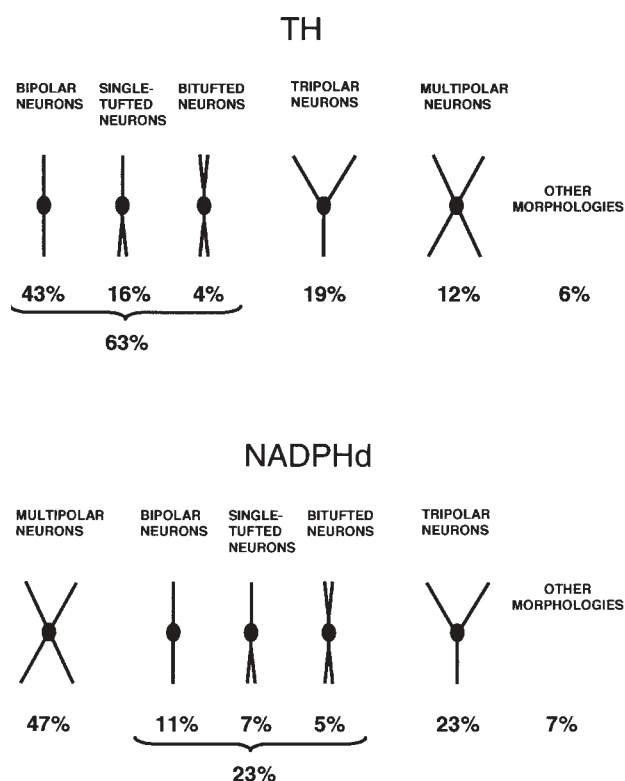 TH
BIPOLAR NEURONS
SINGLE-TUFTED NEURONS
BITUFTED NEURONS
TRIPOLAR NEURONS
MULTIPOLAR NEURONS
OTHER MORPHOLOGIES
43% 16% 4% 19% 12% 6%
63%
NADPHd
MULTIPOLAR NEURONS
BIPOLAR NEURONS
SINGLE-TUFTED NEURONS
BITUFTED NEURONS
TRIPOLAR NEURONS
OTHER MORPHOLOGIES
47% 11% 7% 5% 23% 7%
23%